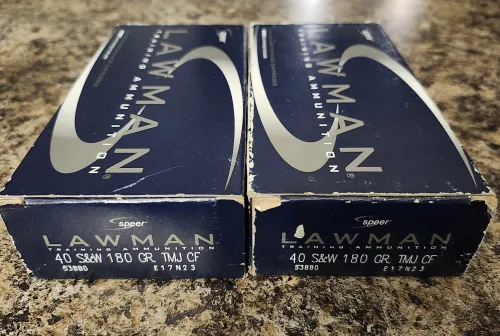 LAWMAN®
TRAINING AMMUNITION
speer
LAWMAN®
TRAINING AMMUNITION
speer
LAWMAN
TRAINING AMMUNITION
40 S&W 180 GR. TMJ CF
53880 E17N23
speer
LAWMAN
TRAINING AMMUNITION
40 S&W 180 GR. TMJ CF
53880 E17N23